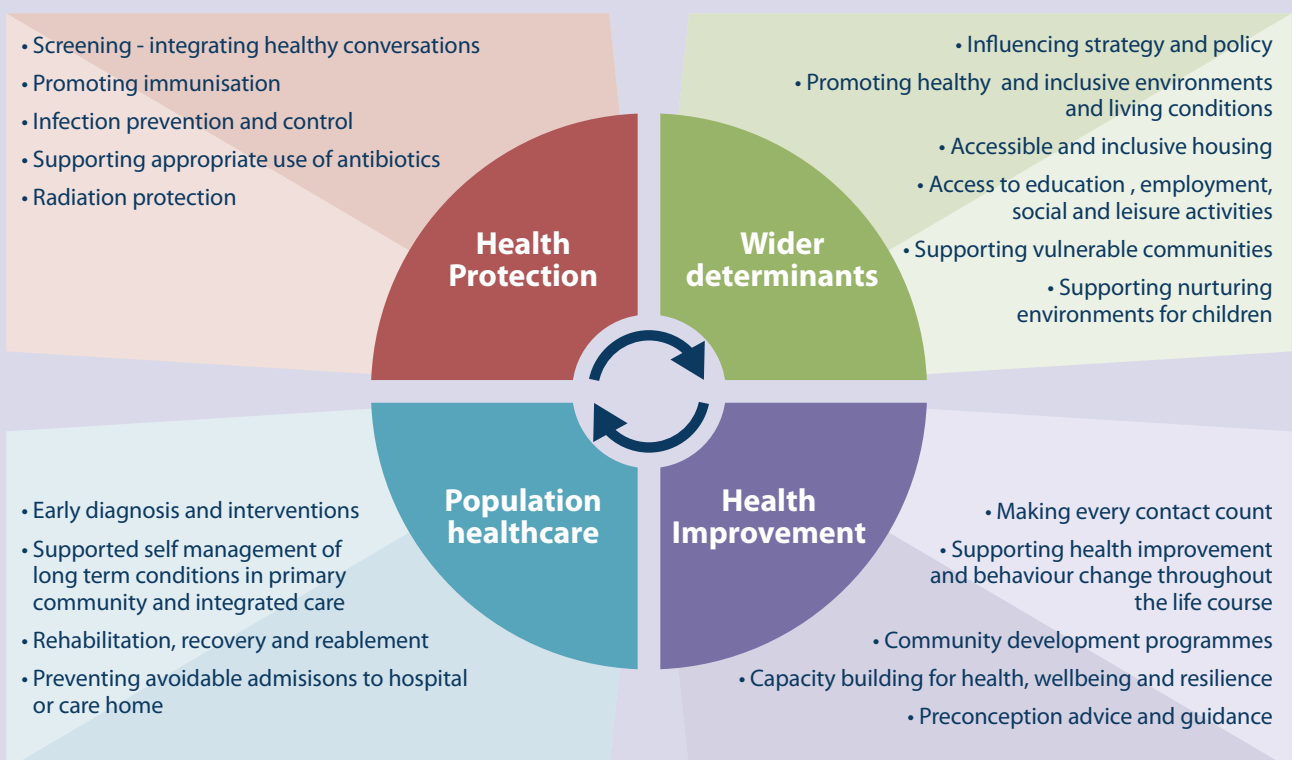 • Screening - integrating healthy conversations
• Promoting immunisation
• Infection prevention and control
• Supporting appropriate use of antibiotics
• Radiation protection
Health
Protection
• Influencing strategy and policy
• Promoting healthy and inclusive environments
and living conditions
• Accessible and inclusive housing
• Access to education , employment,
social and leisure activities
• Supporting vulnerable communities
• Supporting nurturing
environments for children
Wider
determinants
• Early diagnosis and interventions
• Supported self management of
long term conditions in primary
community and integrated care
• Rehabilitation, recovery and reablement
• Preventing avoidable admisisons to hospital
or care home
Population
healthcare
Health
Improvement
• Making every contact count
• Supporting health improvement
and behaviour change throughout
the life course
• Community development programmes
• Capacity building for health, wellbeing and resilience
• Preconception advice and guidance